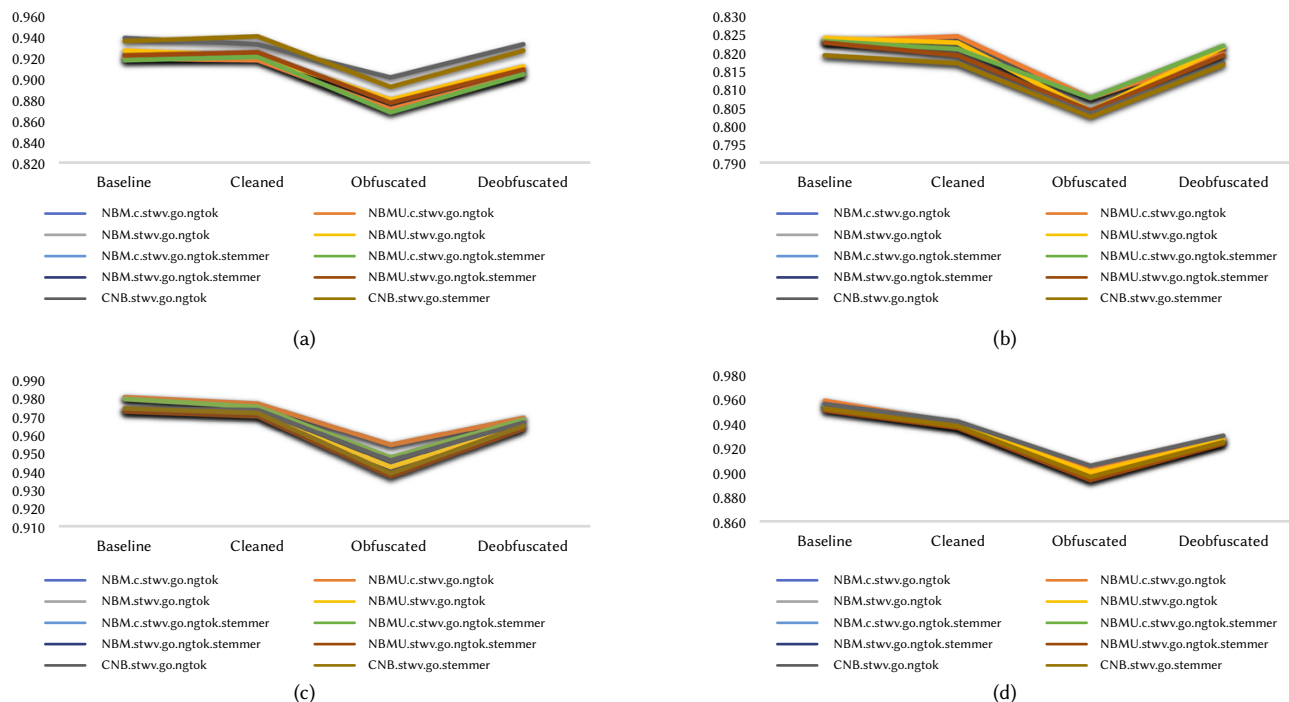 0.960
0.940
0.920
0.900
0.880
0.860
0.840
0.820
Baseline Cleaned Obfuscated Deobfuscated
NBM.c.stwv.go.ngtok NBMU.c.stwv.go.ngtok
NBM.stwv.go.ngtok NBMU.stwv.go.ngtok
NBM.c.stwv.go.ngtok.stemmer NBMU.c.stwv.go.ngtok.stemmer
NBM.stwv.go.ngtok.stemmer NBMU.stwv.go.ngtok.stemmer
CNB.stwv.go.ngtok CNB.stwv.go.stemmer
(a)
0.830
0.825
0.820
0.815
0.810
0.805
0.800
0.795
0.790
Baseline Cleaned Obfuscated Deobfuscated
NBM.c.stwv.go.ngtok NBMU.c.stwv.go.ngtok
NBM.stwv.go.ngtok NBMU.stwv.go.ngtok
NBM.c.stwv.go.ngtok.stemmer NBMU.c.stwv.go.ngtok.stemmer
NBM.stwv.go.ngtok.stemmer NBMU.stwv.go.ngtok.stemmer
CNB.stwv.go.ngtok CNB.stwv.go.stemmer
(b)
0.990
0.980
0.970
0.960
0.950
0.940
0.930
0.920
0.910
Baseline Cleaned Obfuscated Deobfuscated
NBM.c.stwv.go.ngtok NBMU.c.stwv.go.ngtok
NBM.stwv.go.ngtok NBMU.stwv.go.ngtok
NBM.c.stwv.go.ngtok.stemmer NBMU.c.stwv.go.ngtok.stemmer
NBM.stwv.go.ngtok.stemmer NBMU.stwv.go.ngtok.stemmer
CNB.stwv.go.ngtok CNB.stwv.go.stemmer
(c)
0.980
0.960
0.940
0.920
0.900
0.880
0.860
Baseline Cleaned Obfuscated Deobfuscated
NBM.c.stwv.go.ngtok NBMU.c.stwv.go.ngtok
NBM.stwv.go.ngtok NBMU.stwv.go.ngtok
NBM.c.stwv.go.ngtok.stemmer NBMU.c.stwv.go.ngtok.stemmer
NBM.stwv.go.ngtok.stemmer NBMU.stwv.go.ngtok.stemmer
CNB.stwv.go.ngtok CNB.stwv.go.stemmer
(d)